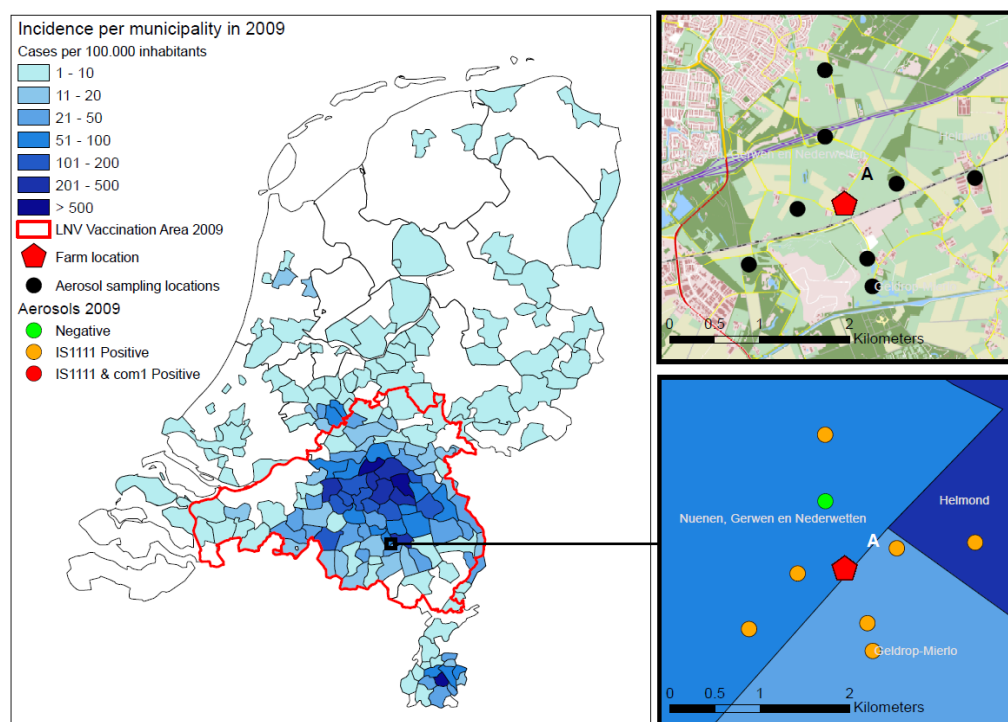 Incidence per municipality in 2009
Cases per 100.000 inhabitants
1 - 10
11 - 20
21 - 50
51 - 100
101 - 200
201 - 500
> 500
LNV Vaccination Area 2009
Farm location
Aerosol sampling locations
Aerosols 2009
Negative
IS1111 Positive
IS1111 & com1 Positive
Gerwen en Nederwetten
A
0 0.5 1 2
Kilometers
Helmond
Nuenen, Gerwen en Nederwetten
A
Geldrop-Mierlo
0 0.5 1 2
Kilometers